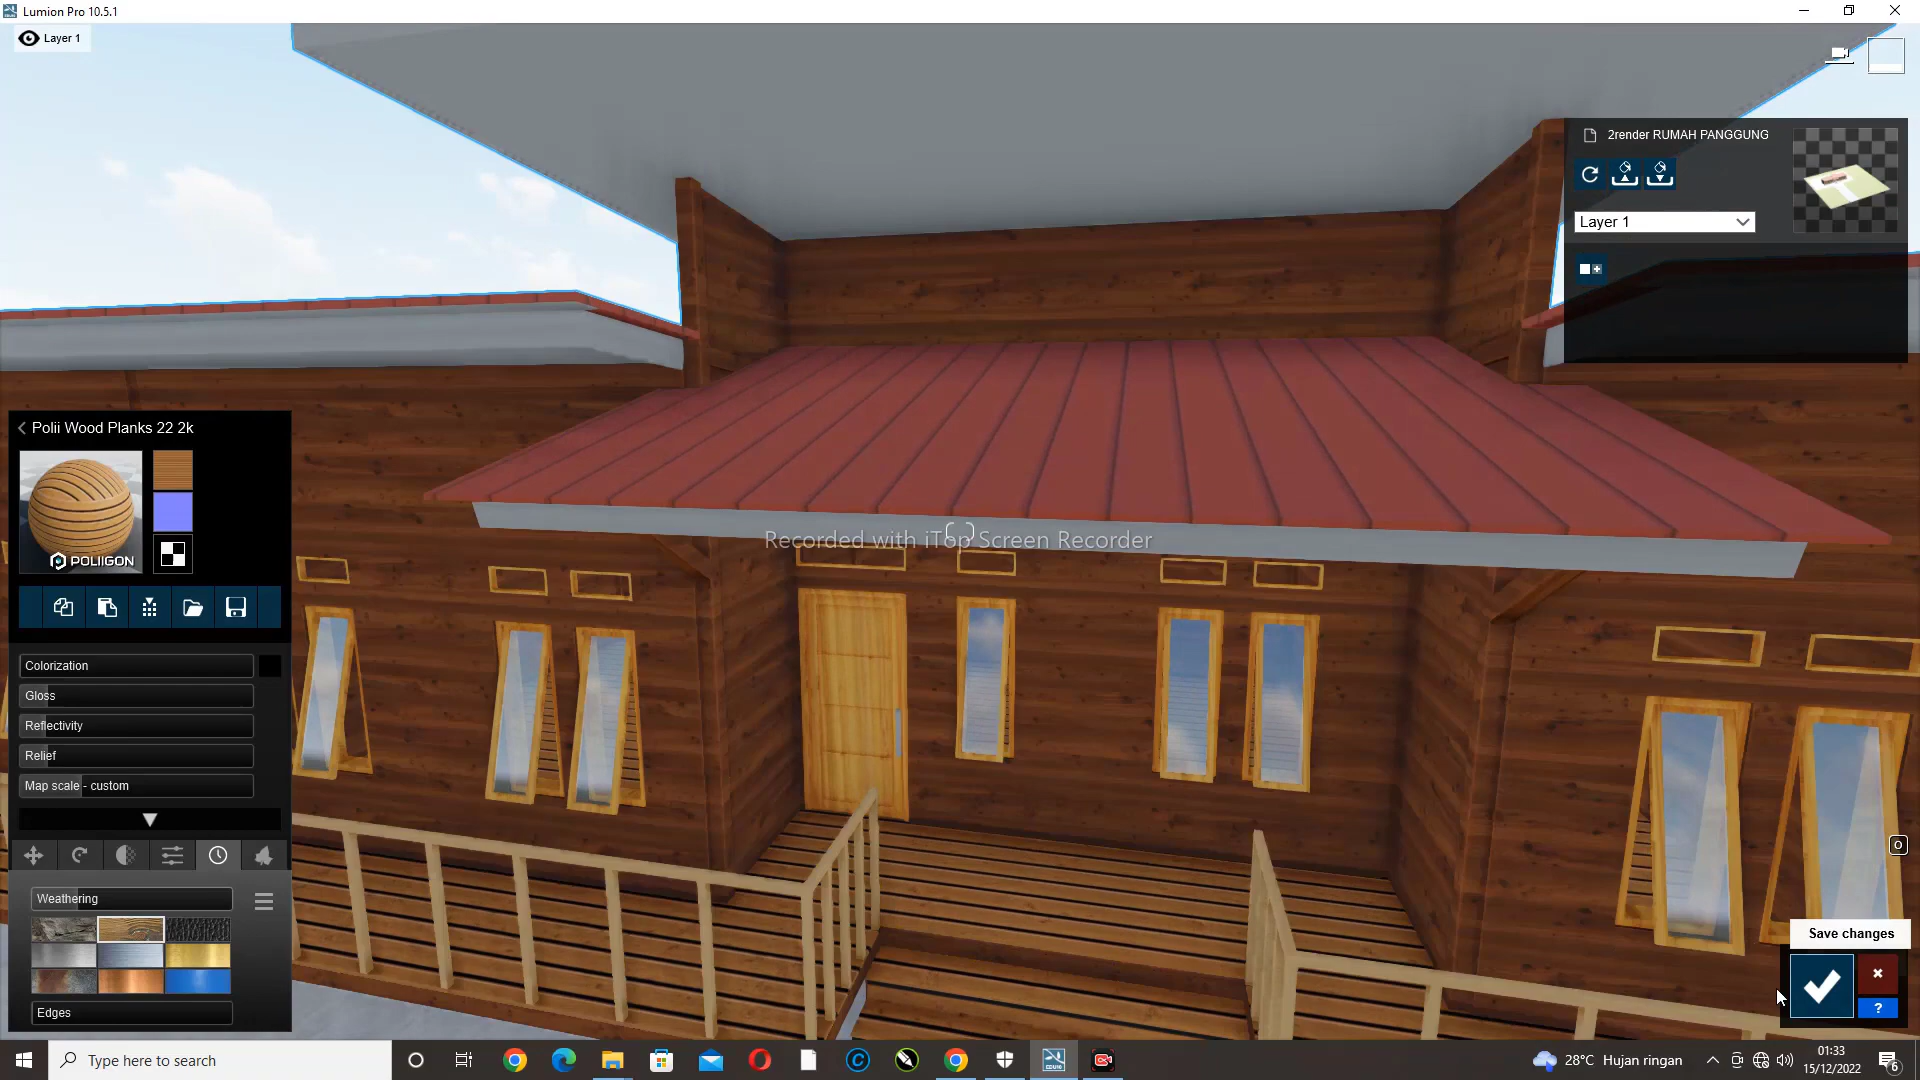 Lumion Pro 10.5.1
Layer 1
2render RUMAH PANGGUNG
Layer 1
Polii Wood Planks 22 2k
POLIIGON
Recorded with iTop Screen Recorder
Colorization
Gloss
Reflectivity
Relief
Map scale - custom
Weathering
Edges
O
Save changes
?
Type here to search
EDU10
28°C Hujan ringan
01:33
15/12/2022
6